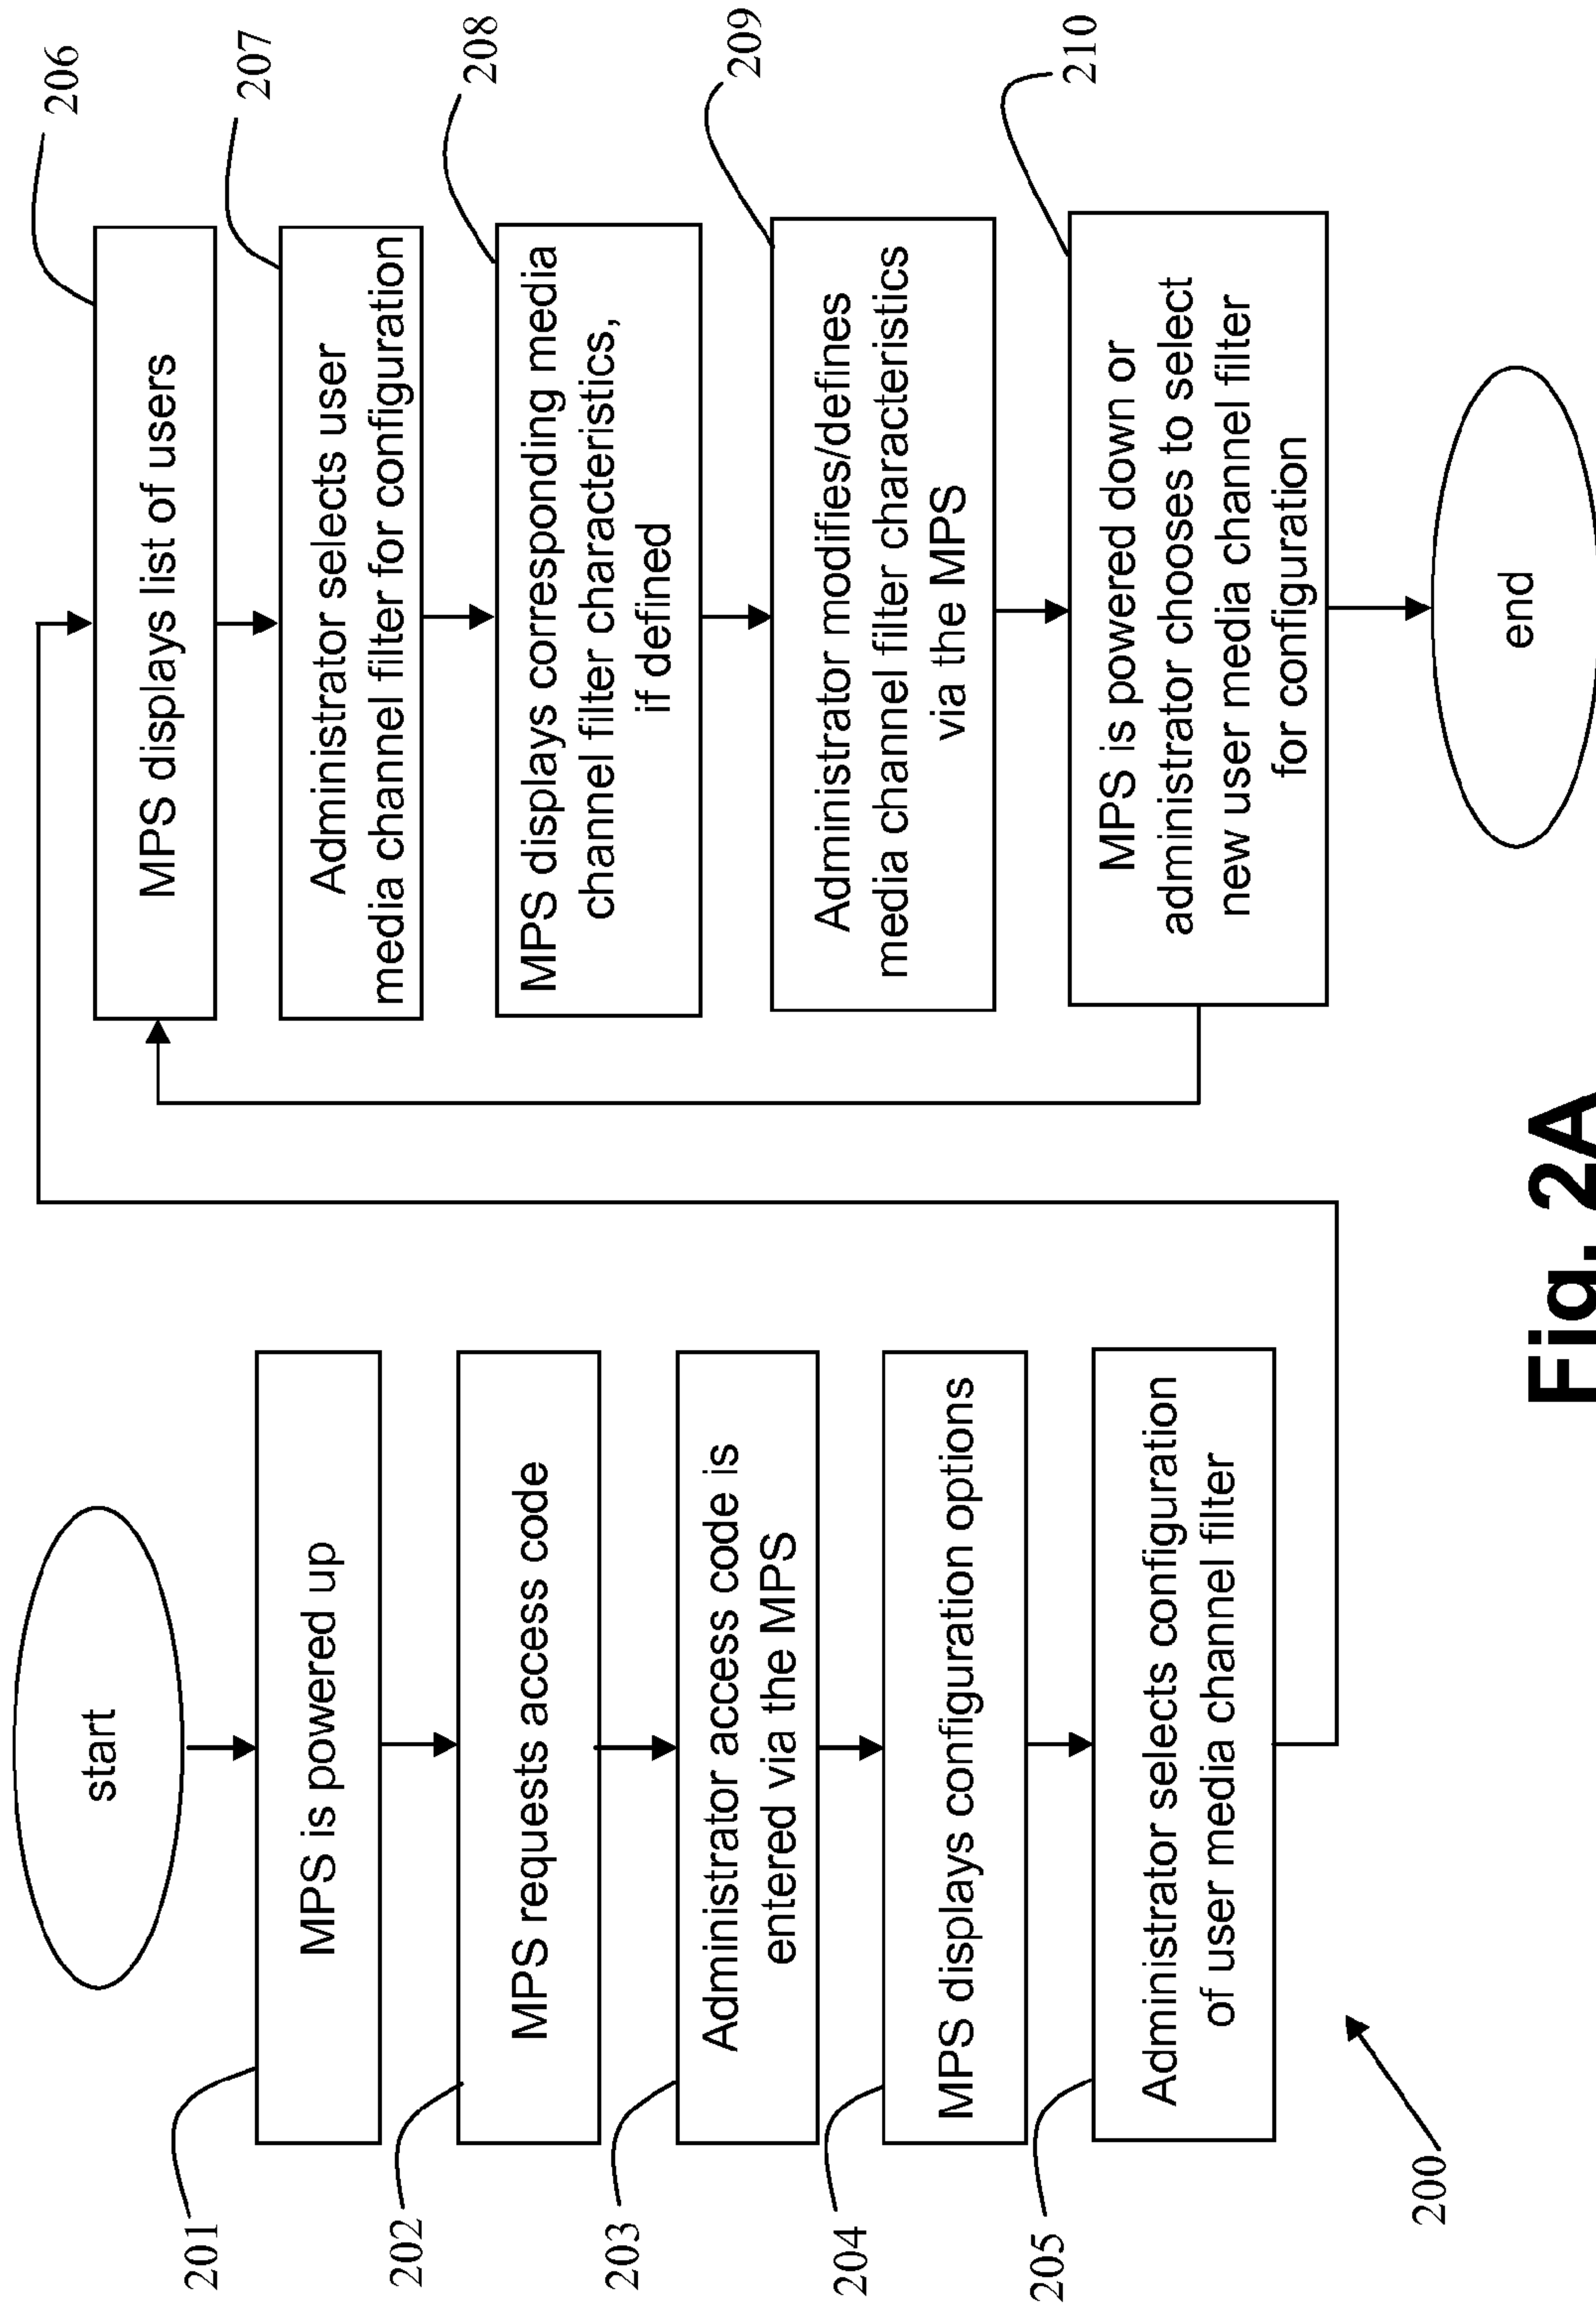 start
201
MPS is powered up
202
MPS requests access code
203
Administrator access code is
entered via the MPS
204
MPS displays configuration options
205
Administrator selects configuration
of user media channel filter
200
206
MPS displays list of users
207
Administrator selects user
media channel filter for configuration
208
MPS displays corresponding media
channel filter characteristics,
if defined
209
Administrator modifies/defines
media channel filter characteristics
via the MPS
210
MPS is powered down or
administrator chooses to select
new user media channel filter
for configuration
end
Fig. 2A